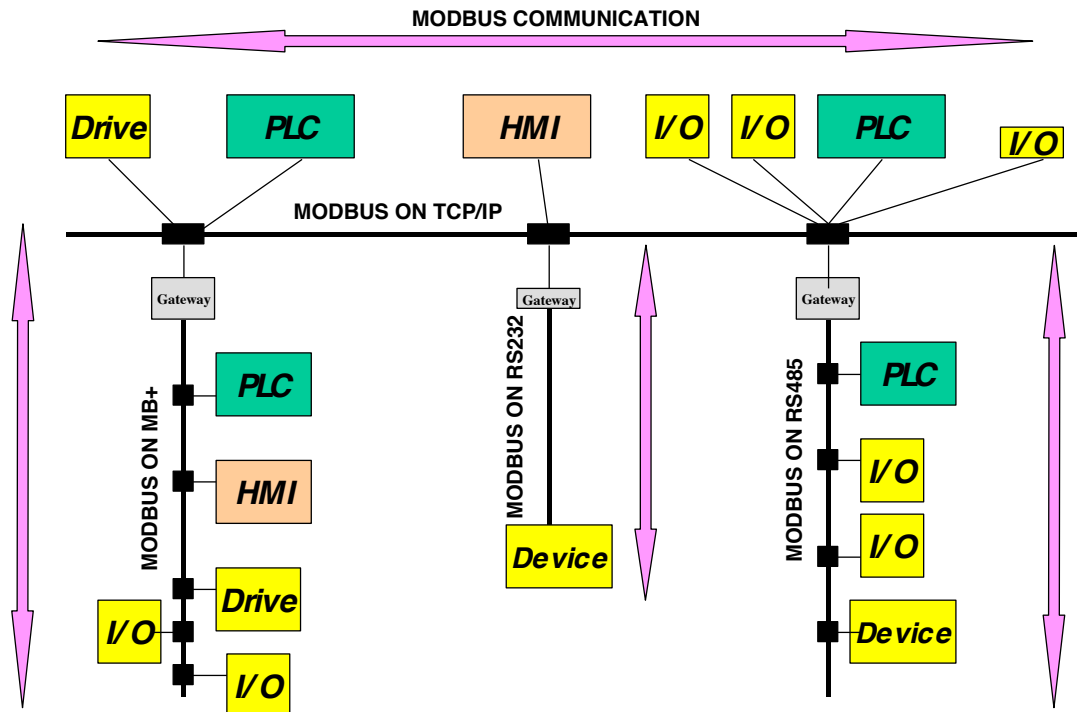 MODBUS COMMUNICATION
Drive
PLC
HMI
I/O
I/O
PLC
I/O
MODBUS ON TCP/IP
Gateway
Gateway
Gateway
MODBUS ON MB+
PLC
HMI
Drive
I/O
I/O
MODBUS ON RS232
Device
MODBUS ON RS485
PLC
I/O
I/O
Device